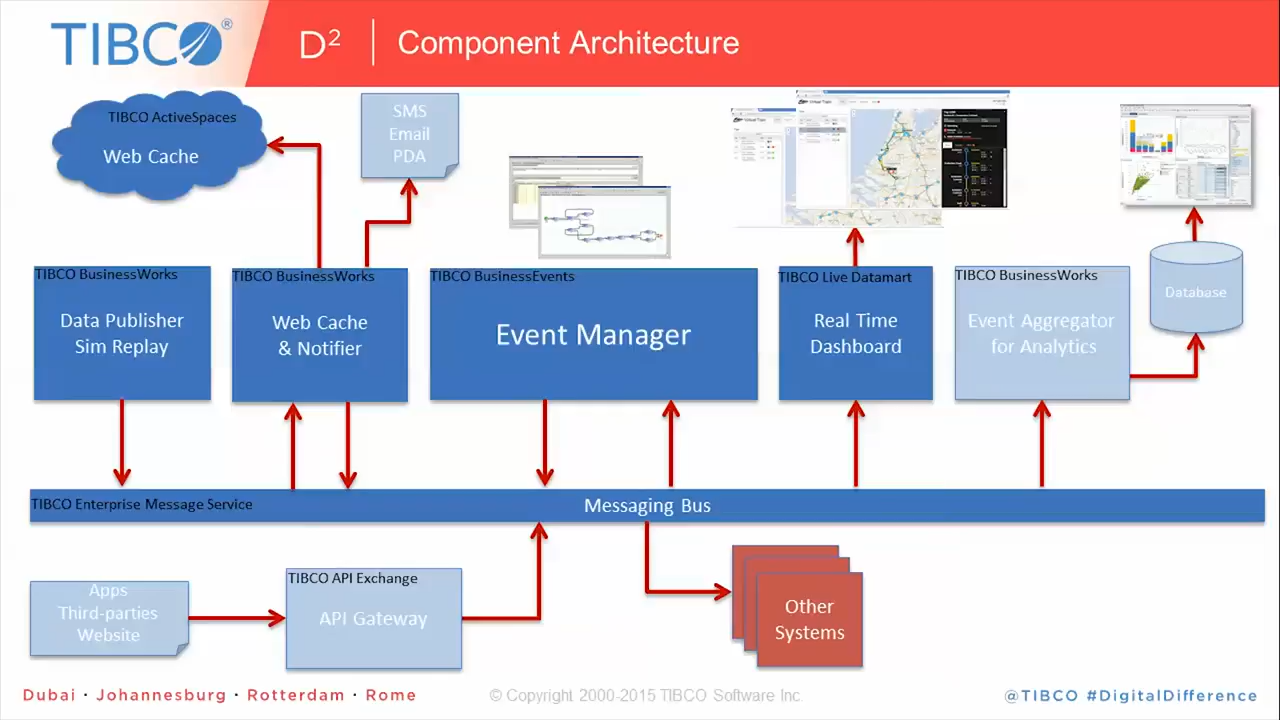 TIBCO®
D² | Component Architecture
TIBCO ActiveSpaces
Web Cache
SMS
Email
PDA
TIBCO BusinessWorks
Data Publisher
Sim Replay
TIBCO BusinessWorks
Web Cache
& Notifier
TIBCO BusinessEvents
Event Manager
TIBCO Live Datamart
Real Time
Dashboard
TIBCO BusinessWorks
Event Aggregator
for Analytics
Database
TIBCO Enterprise Message Service
Messaging Bus
Apps
Third-parties
Website
TIBCO API Exchange
API Gateway
Other
Systems
Dubai · Johannesburg · Rotterdam · Rome
© Copyright 2000-2015 TIBCO Software Inc.
@TIBCO #DigitalDifference